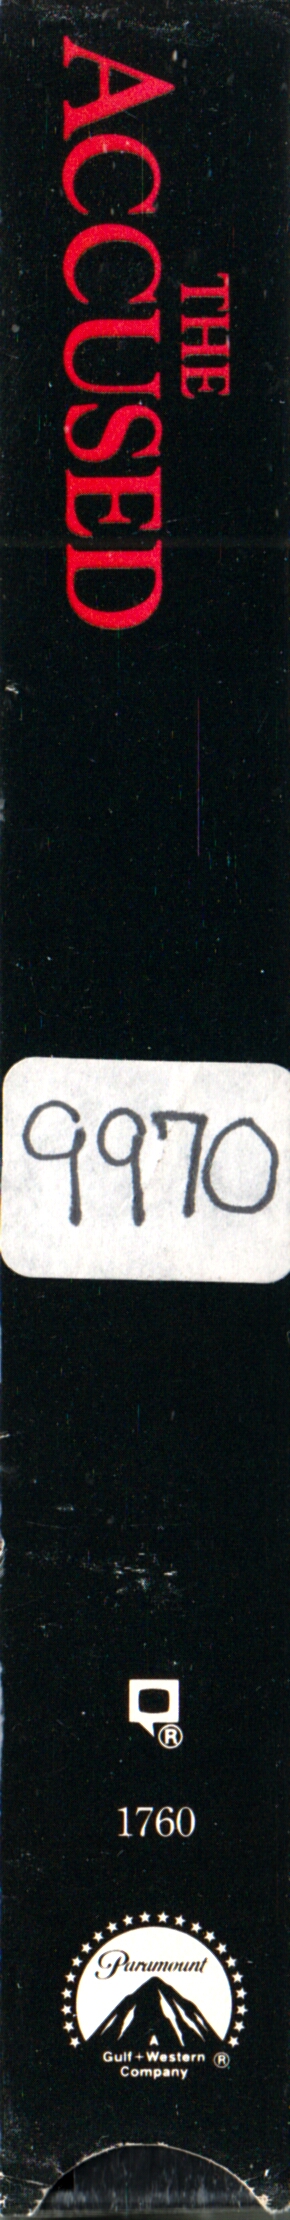 THE
ACCUSED
9970
®
1760
Paramount
A
Gulf+Western ®
Company